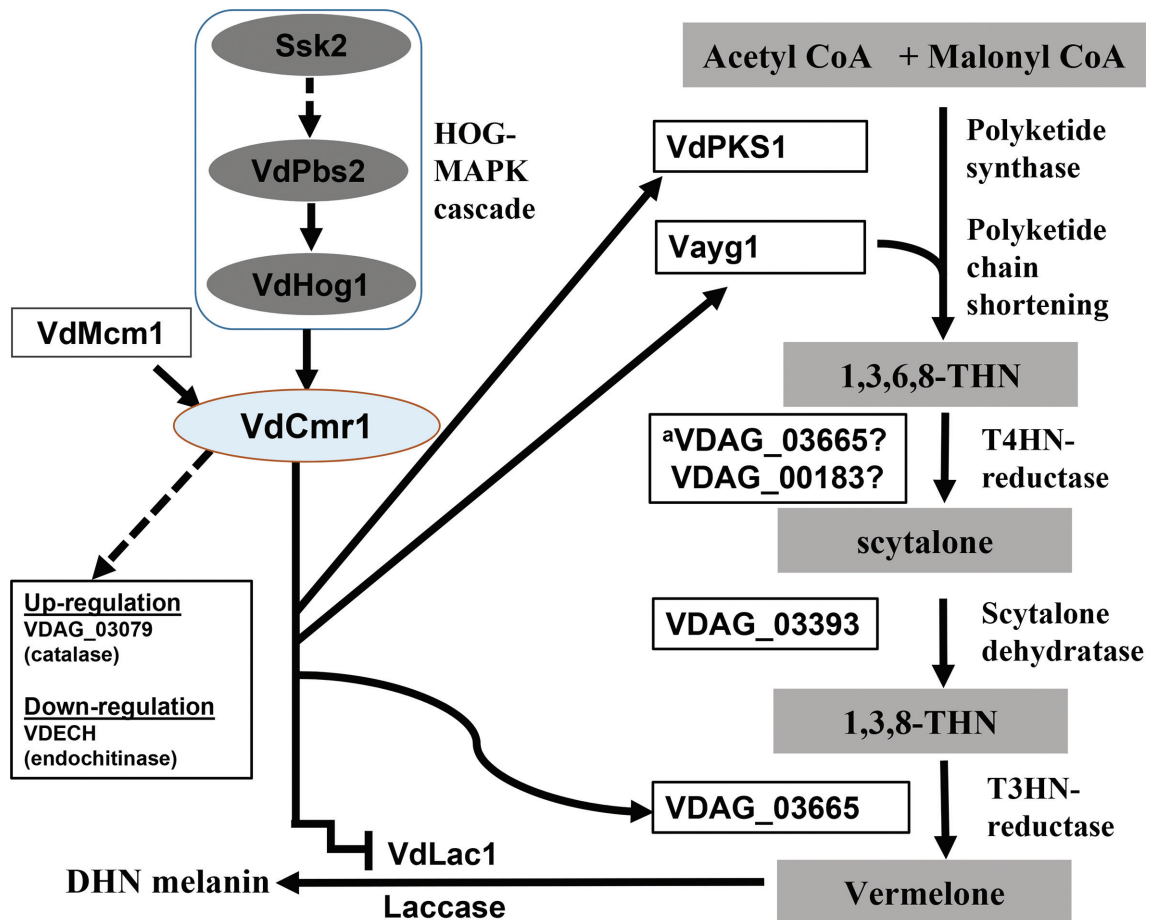 Ssk2
VdPbs2
VdHog1
HOG-
MAPK
cascade
VdMcm1
VdCmr1
Up-regulation
VDAG_03079
(catalase)
Down-regulation
VDECH
(endochitinase)
Acetyl CoA + Malonyl CoA
VdPKS1
Polyketide
synthase
Vayg1
Polyketide
chain
shortening
1,3,6,8-THN
aVDAG_03665?
VDAG_00183?
T4HN-
reductase
scytalone
VDAG_03393
Scytalone
dehydratase
1,3,8-THN
VDAG_03665
T3HN-
reductase
VdLac1
DHN melanin
Laccase
Vermelone